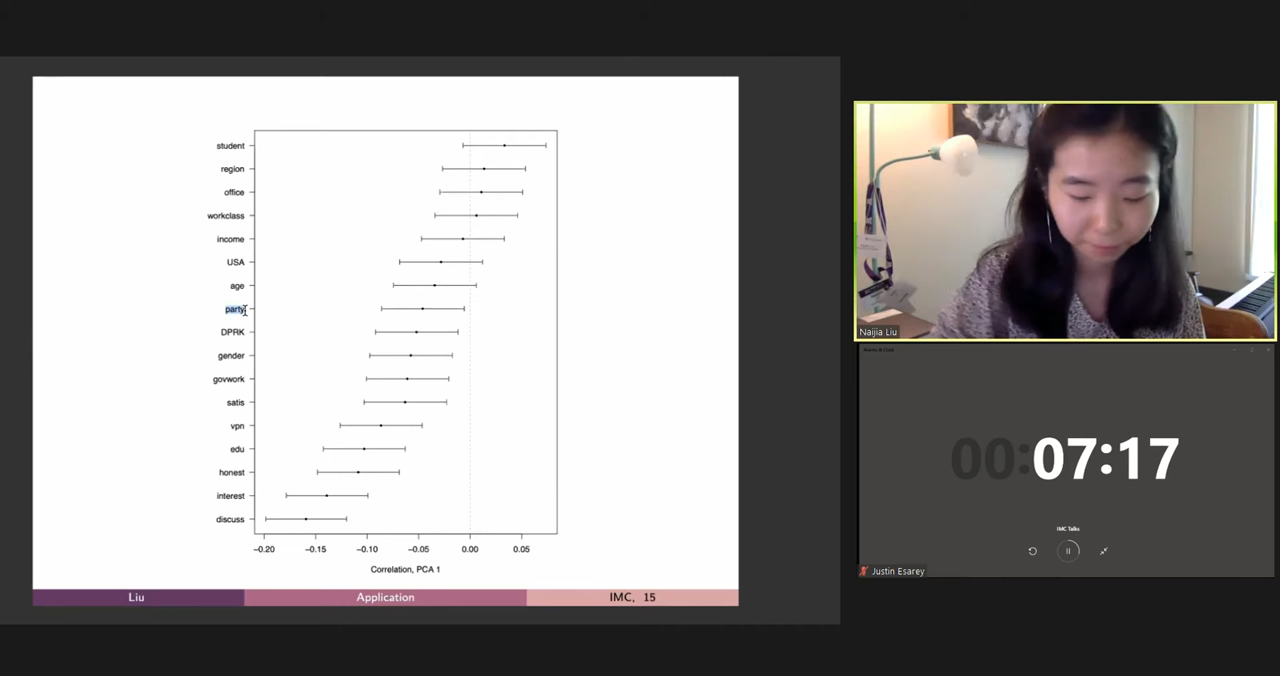 student
region
office
workclass
income
USA
age
party
DPRK
gender
govwork
satis
vpn
edu
honest
interest
discuss
−0.20 −0.15 −0.10 −0.05 0.00 0.05
Correlation, PCA 1
Liu Application IMC, 15
Naijia Liu
00:07:17
IMC Talks
Justin Esarey